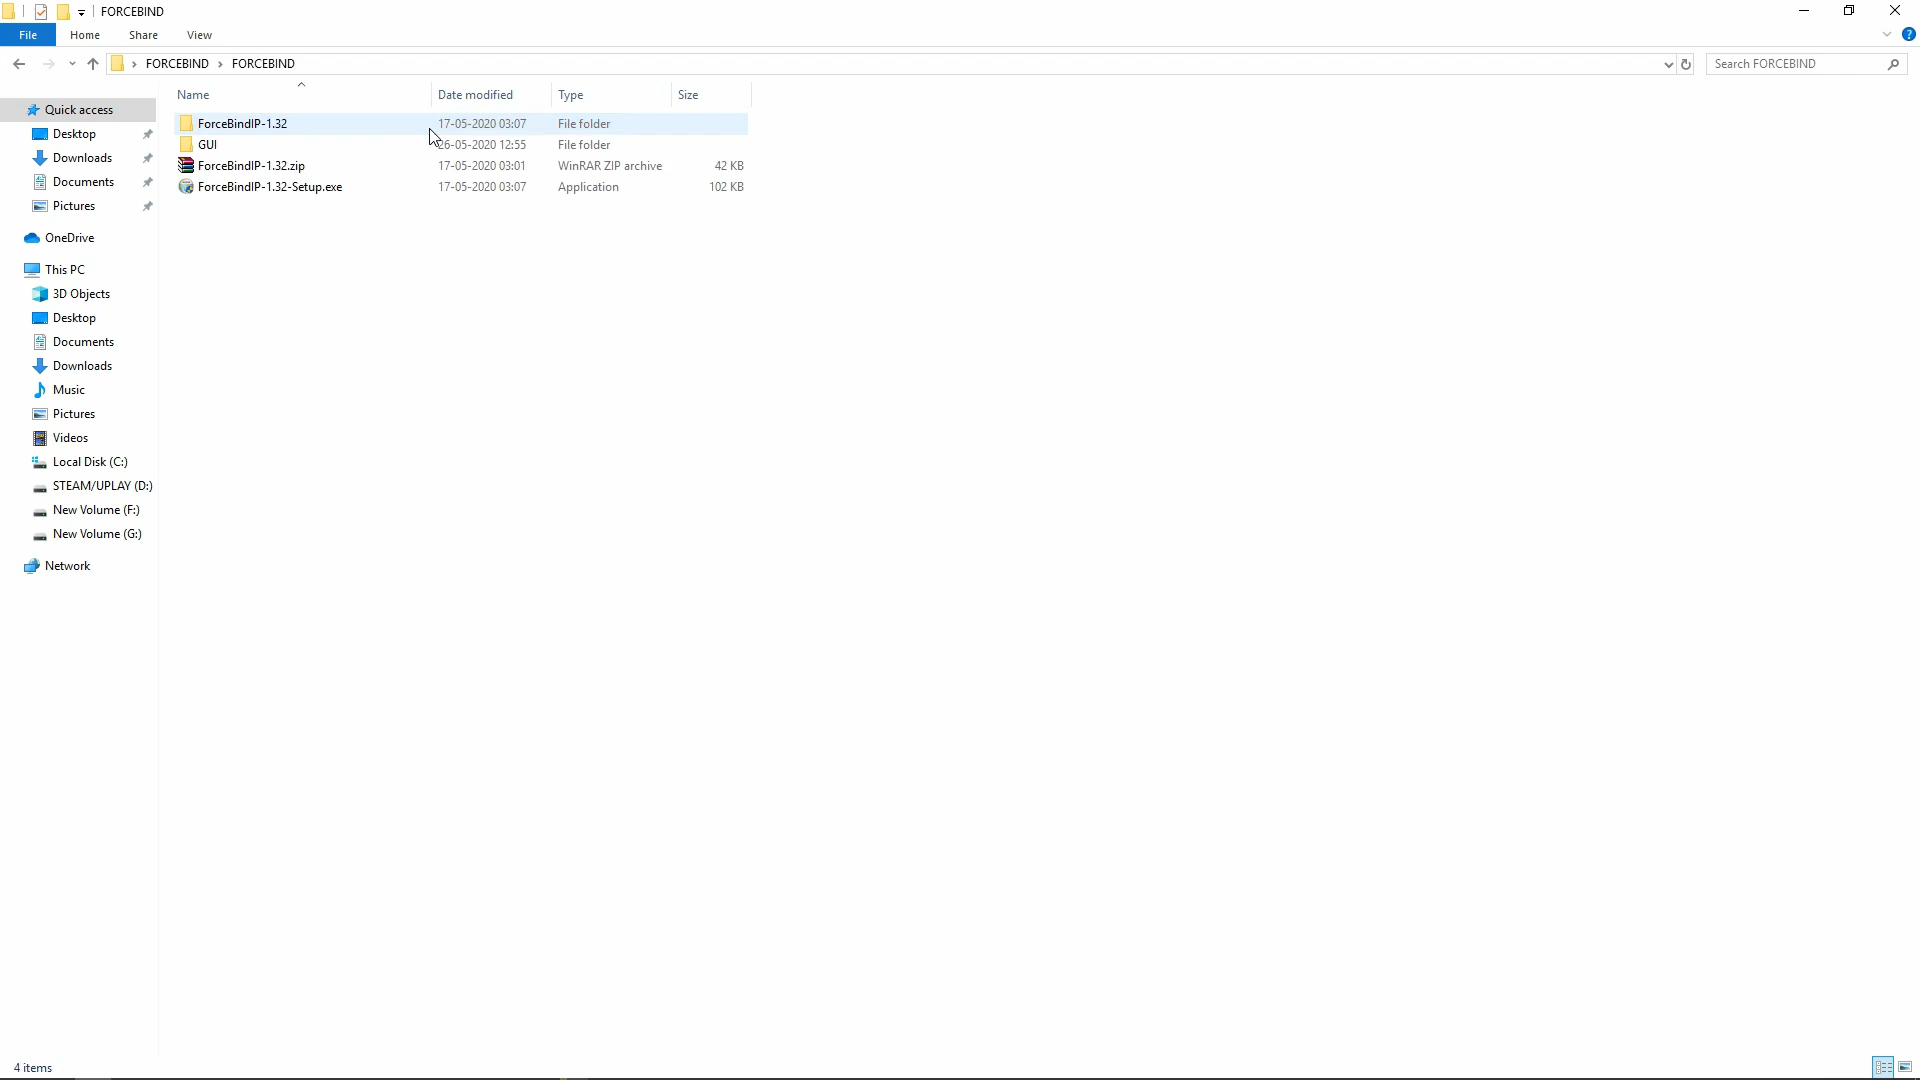 FORCEBIND
File Home Share View
FORCEBIND › FORCEBIND
Search FORCEBIND
Name Date modified Type Size
Quick access
Desktop
Downloads
Documents
Pictures
OneDrive
This PC
3D Objects
Desktop
Documents
Downloads
Music
Pictures
Videos
Local Disk (C:)
STEAM/UPLAY (D:)
New Volume (F:)
New Volume (G:)
Network
ForceBindIP-1.32 17-05-2020 03:07 File folder
GUI 26-05-2020 12:55 File folder
ForceBindIP-1.32.zip 17-05-2020 03:01 WinRAR ZIP archive 42 KB
ForceBindIP-1.32-Setup.exe 17-05-2020 03:07 Application 102 KB
4 items